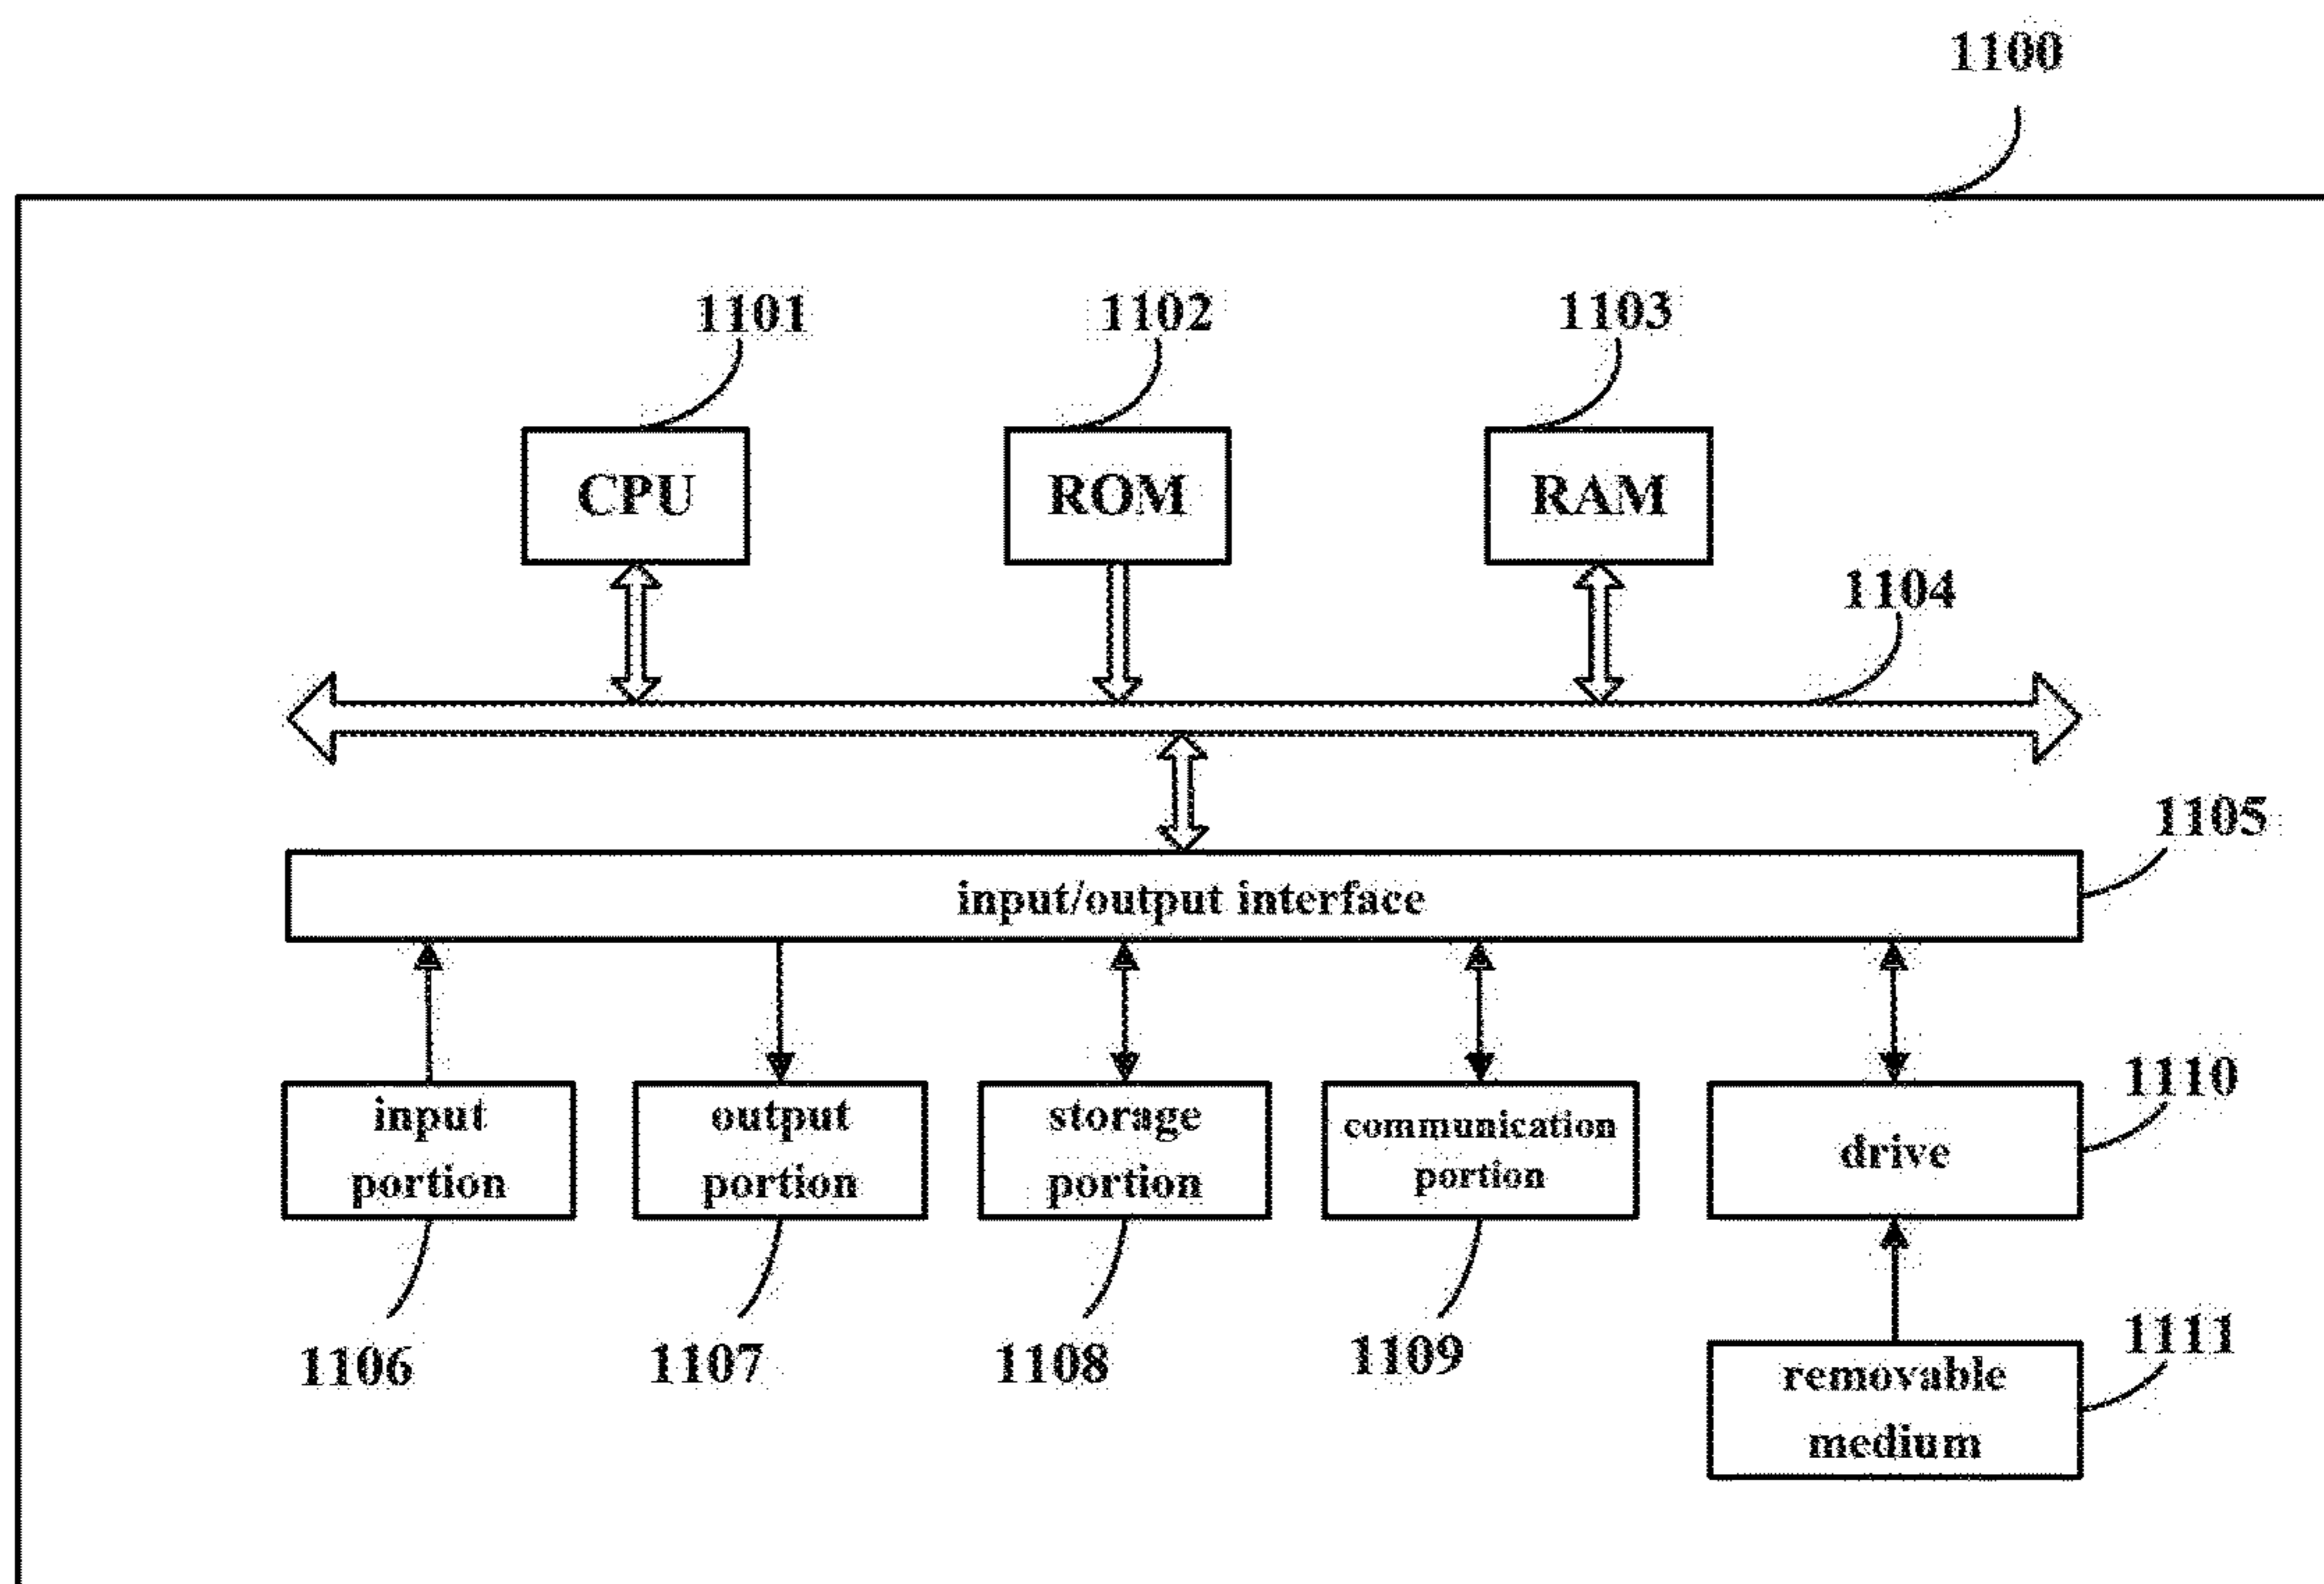 1100
1101
1102
1103
CPU
ROM
RAM
1104
1105
input/output interface
input
portion
output
portion
storage
portion
communication
portion
drive
1110
1106
1107
1108
1109
removable
medium
1111